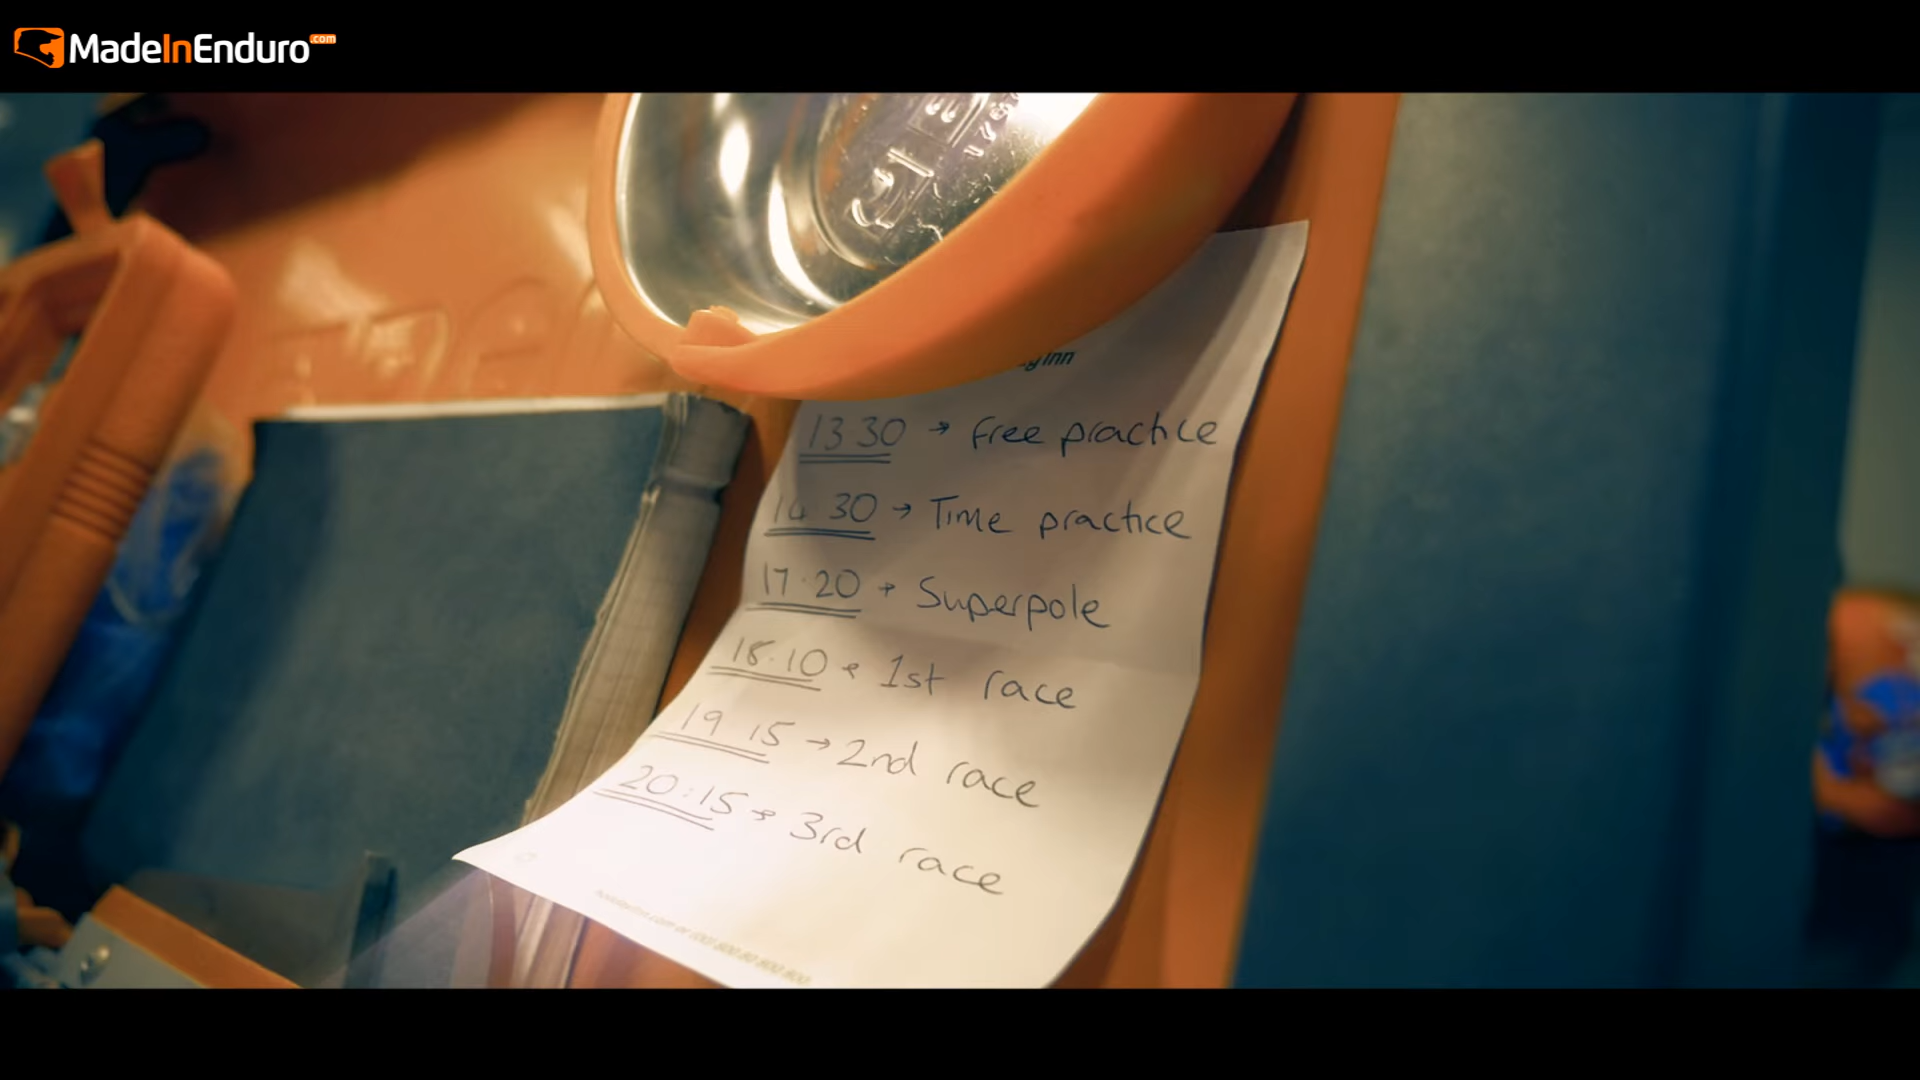 MadeInEnduro.com
13 30 → Free practice
14 30 → Time practice
17.20 → Superpole
18.10 → 1st race
19 15 → 2nd race
20:15 → 3rd race